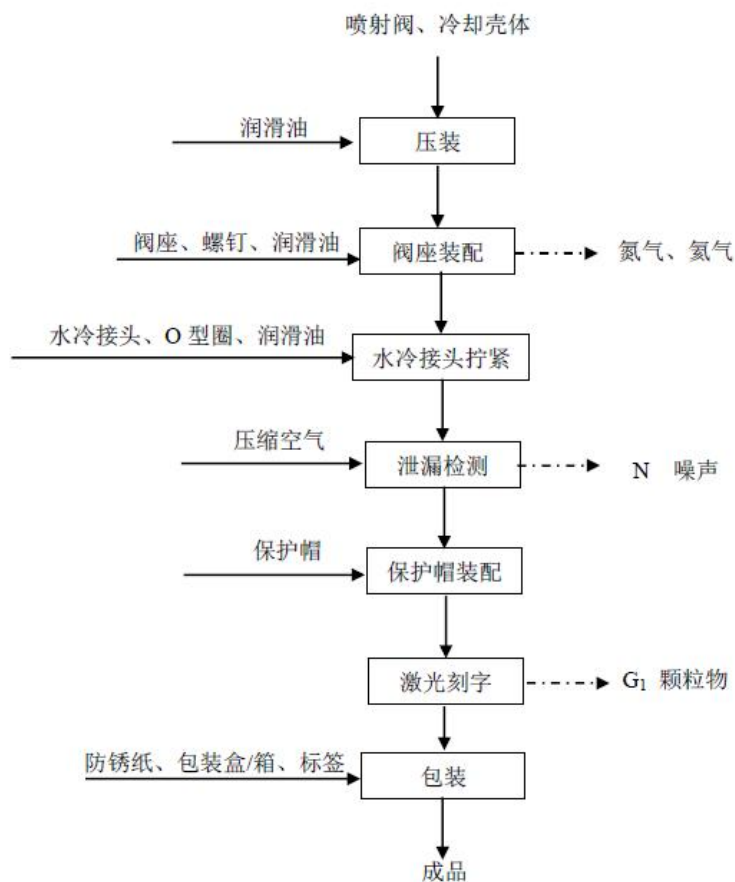 喷射阀、冷却壳体
润滑油
压装
阀座、螺钉、润滑油
阀座装配
氮气、氦气
水冷接头、O 型圈、润滑油
水冷接头拧紧
压缩空气
泄漏检测
N 噪声
保护帽
保护帽装配
激光刻字
G₁ 颗粒物
防锈纸、包装盒/箱、标签
包装
成品